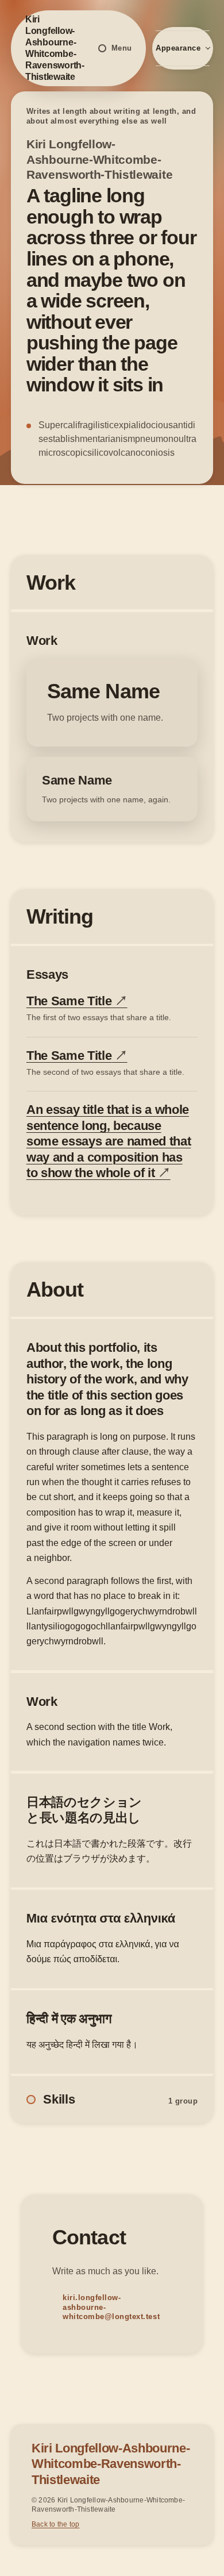 Kiri
Longfellow-
Ashbourne-
Whitcombe-
Ravensworth-
Thistlewaite
Menu
Appearance
Writes at length about writing at length, and
about almost everything else as well
Kiri Longfellow-
Ashbourne-Whitcombe-
Ravensworth-Thistlewaite
A tagline long
enough to wrap
across three or four
lines on a phone,
and maybe two on
a wide screen,
without ever
pushing the page
wider than the
window it sits in
Supercalifragilisticexpialidociousantidi
sestablishmentarianismpneumonoultra
microscopicsilicovolcanoconiosis
Work
Work
Same Name
Two projects with one name.
Same Name
Two projects with one name, again.
Writing
Essays
The Same Title ↗
The first of two essays that share a title.
The Same Title ↗
The second of two essays that share a title.
An essay title that is a whole
sentence long, because
some essays are named that
way and a composition has
to show the whole of it ↗
About
About this portfolio, its
author, the work, the long
history of the work, and why
the title of this section goes
on for as long as it does
This paragraph is long on purpose. It runs
on through clause after clause, the way a
careful writer sometimes lets a sentence
run when the thought it carries refuses to
be cut short, and it keeps going so that a
composition has to wrap it, measure it,
and give it room without letting it spill
past the edge of the screen or under
a neighbor.
A second paragraph follows the first, with
a word that has no place to break in it:
Llanfairpwllgwyngyllgogerychwyrndrobwll
llantysiliogogogochllanfairpwllgwyngyllgo
gerychwyrndrobwll.
Work
A second section with the title Work,
which the navigation names twice.
日本語のセクション
と長い題名の見出し
これは日本語で書かれた段落です。改行
の位置はブラウザが決めます。
Μια ενότητα στα ελληνικά
Μια παράγραφος στα ελληνικά, για να
δούμε πώς αποδίδεται.
हिन्दी में एक अनुभाग
यह अनुच्छेद हिन्दी में लिखा गया है।
Skills
1 group
Contact
Write as much as you like.
kiri.longfellow-
ashbourne-
whitcombe@longtext.test
Kiri Longfellow-Ashbourne-
Whitcombe-Ravensworth-
Thistlewaite
© 2026 Kiri Longfellow-Ashbourne-Whitcombe-
Ravensworth-Thistlewaite
Back to the top